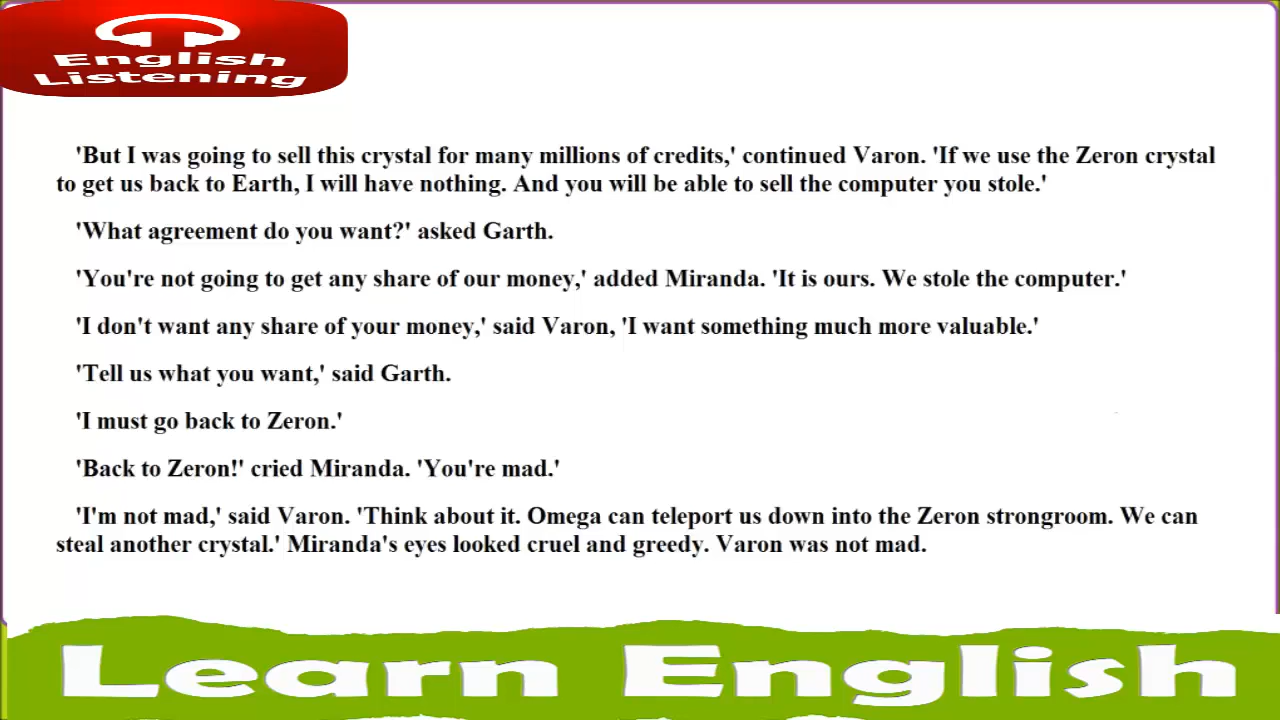 English
Listening
'But I was going to sell this crystal for many millions of credits,' continued Varon. 'If we use the Zeron crystal
to get us back to Earth, I will have nothing. And you will be able to sell the computer you stole.'
'What agreement do you want?' asked Garth.
'You're not going to get any share of our money,' added Miranda. 'It is ours. We stole the computer.'
'I don't want any share of your money,' said Varon, 'I want something much more valuable.'
'Tell us what you want,' said Garth.
'I must go back to Zeron.'
'Back to Zeron!' cried Miranda. 'You're mad.'
'I'm not mad,' said Varon. 'Think about it. Omega can teleport us down into the Zeron strongroom. We can
steal another crystal.' Miranda's eyes looked cruel and greedy. Varon was not mad.
Learn English